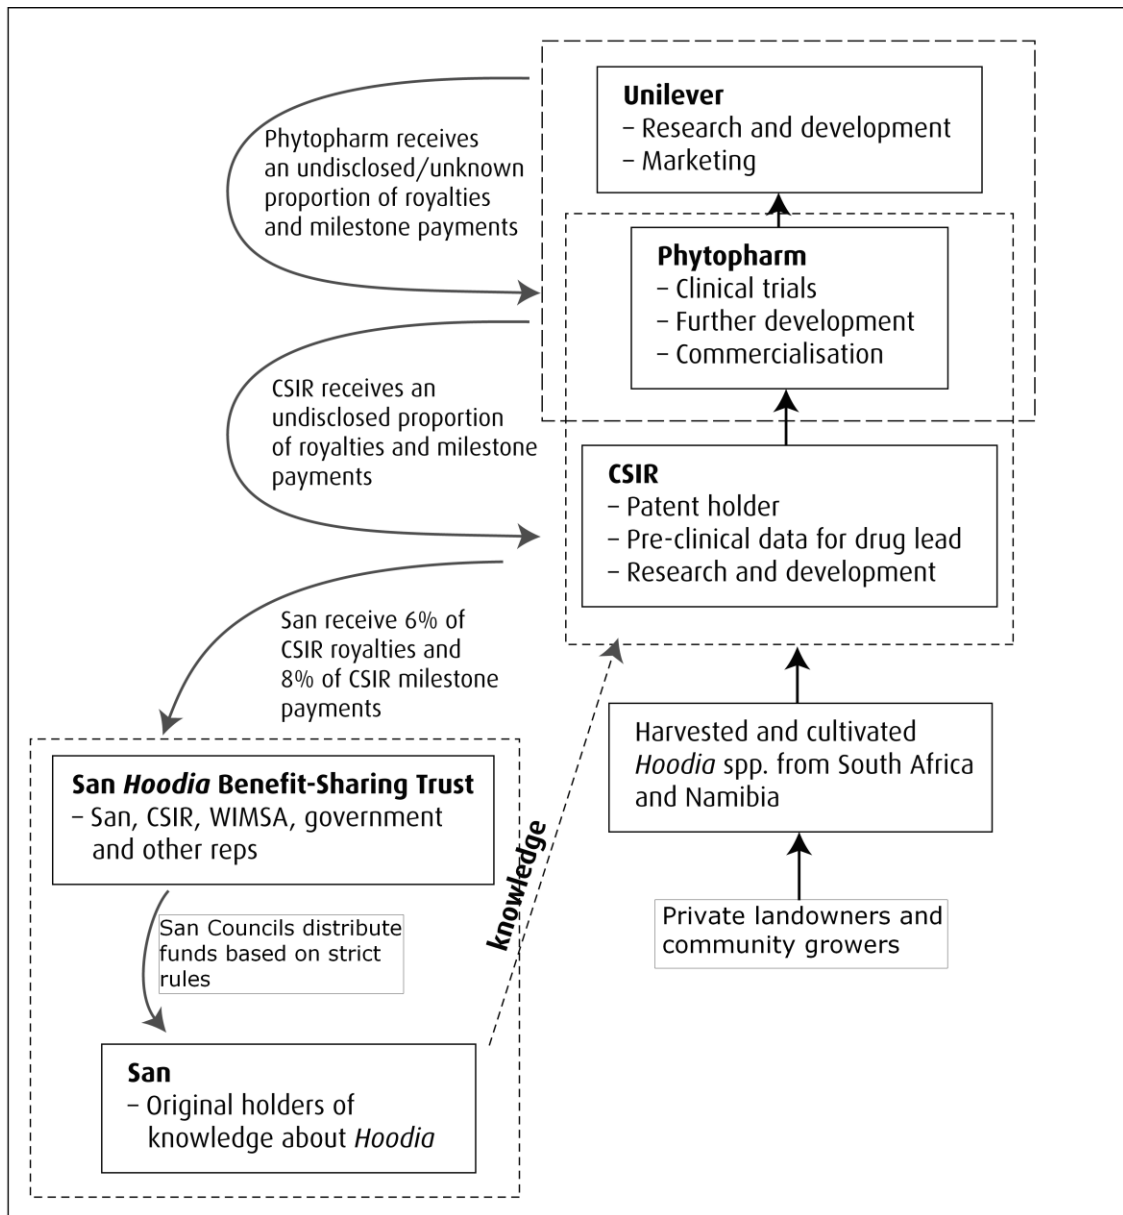 Unilever
– Research and development
– Marketing
Phytopharm receives
an undisclosed/unknown
proportion of royalties
and milestone payments
Phytopharm
– Clinical trials
– Further development
– Commercialisation
CSIR receives an
undisclosed proportion
of royalties and milestone
payments
CSIR
– Patent holder
– Pre-clinical data for drug lead
– Research and development
San receive 6% of
CSIR royalties and
8% of CSIR milestone
payments
Harvested and cultivated
Hoodia spp. from South Africa
and Namibia
San Hoodia Benefit-Sharing Trust
– San, CSIR, WIMSA, government
and other reps
knowledge
Private landowners and
community growers
San Councils distribute
funds based on strict
rules
San
– Original holders of
knowledge about Hoodia